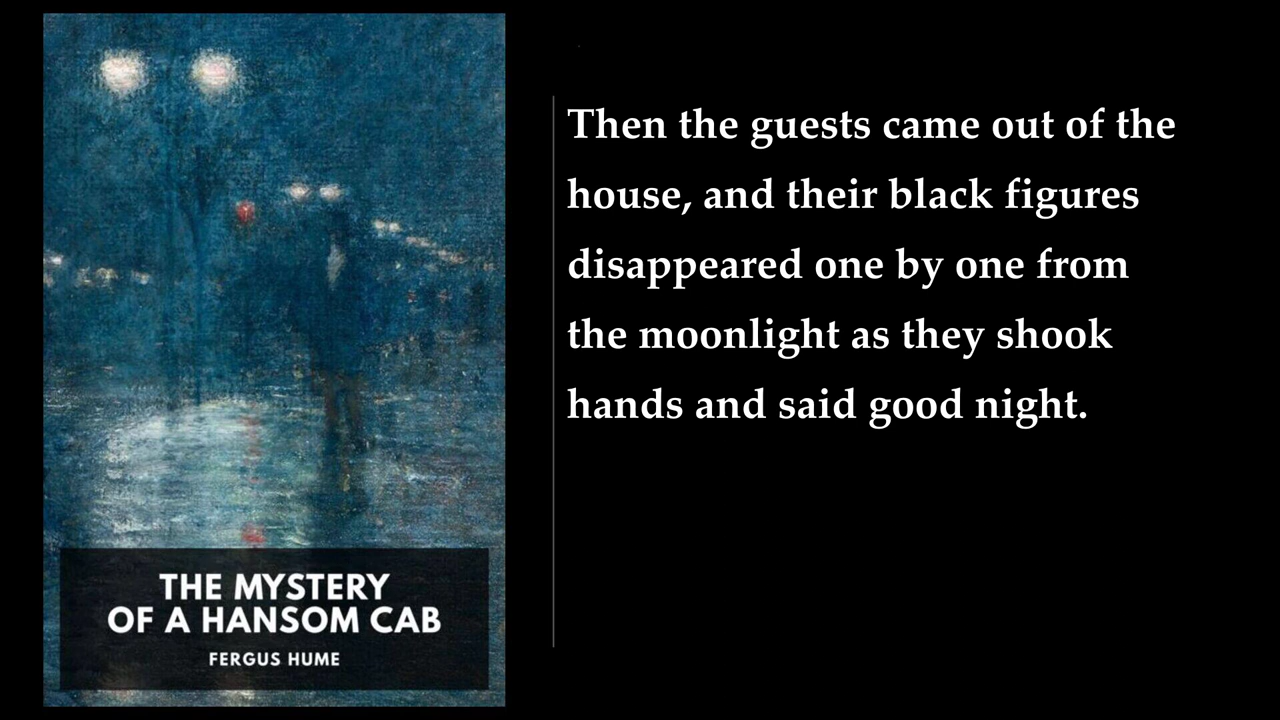 THE MYSTERY
OF A HANSOM CAB
FERGUS HUME
Then the guests came out of the
house, and their black figures
disappeared one by one from
the moonlight as they shook
hands and said good night.